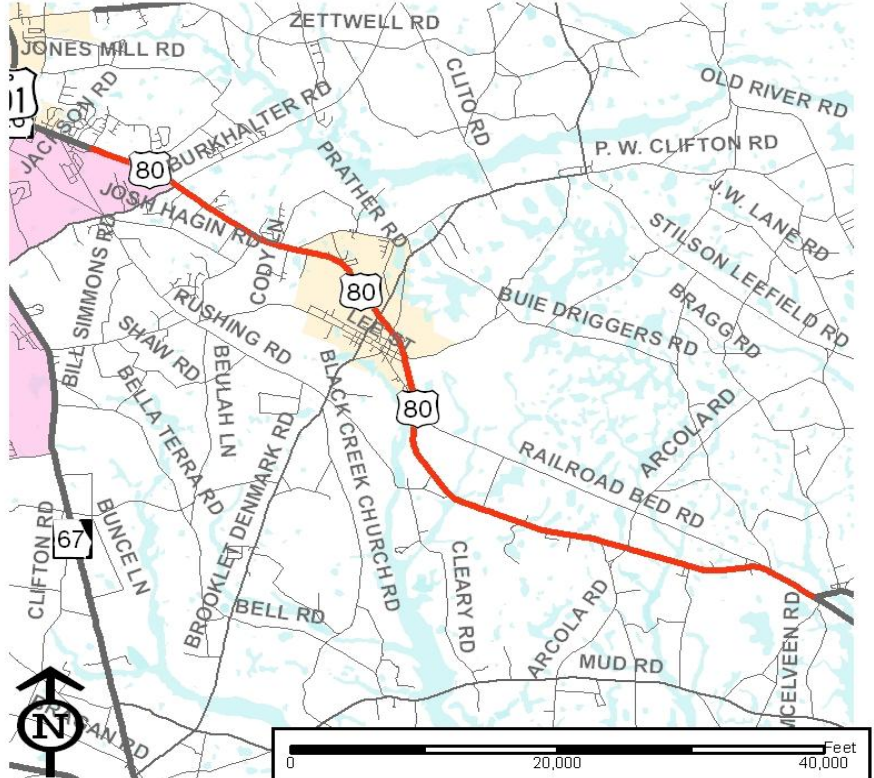 ZETTWELL RD
JONES MILL RD
CLITO RD
OLD RIVER RD
JACKSON RD
BURKHALTER RD
P. W. CLIFTON RD
80
PRATHER RD
JOSH HAGIN RD
J.W. LANE RD
CODY LN
STILSON LEEFIELD RD
BILL SIMMONS RD
80
RUSHING RD
BUIE DRIGGERS RD
BRAGG RD
LEE ST
SHAW RD
BEULAH LN
BLACK CREEK CHURCH RD
BELLA TERRA RD
80
ARCOLA RD
BROOKLET DENMARK RD
RAILROAD BED RD
CLIFTON RD
BUNCE LN
67
CLEARY RD
BELL RD
ARCOLA RD
MCELVEEN RD
MUD RD
N
Feet
0
20,000
40,000